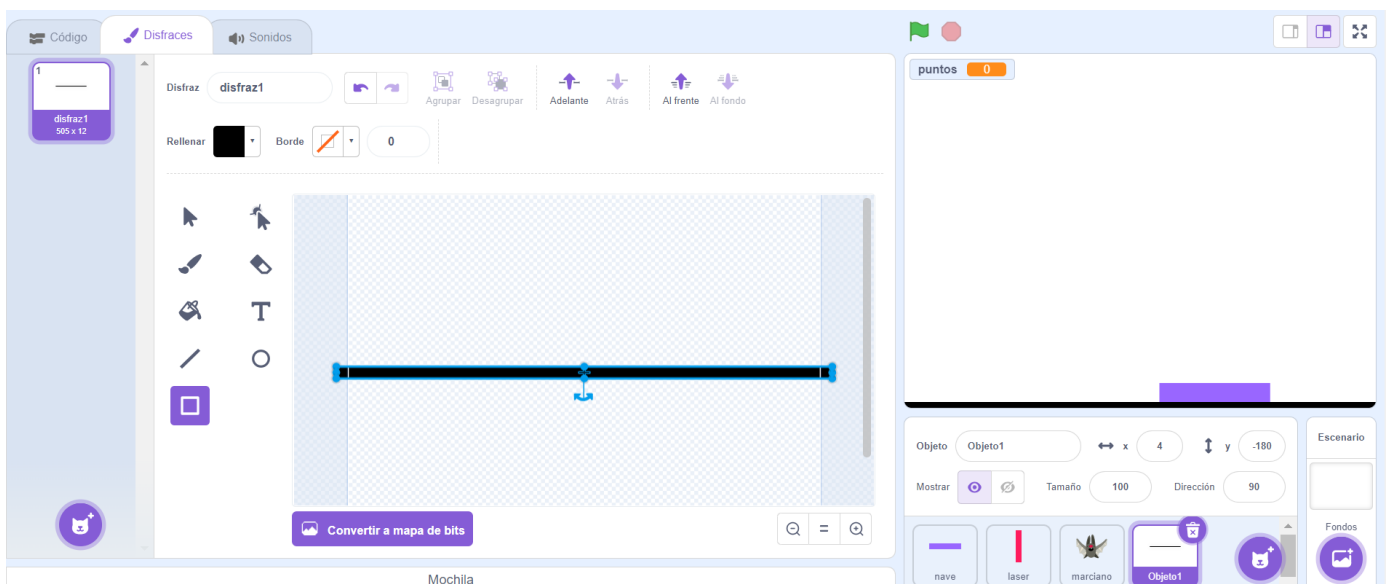 Código
Disfraces
Sonidos
1
disfraz1
505 x 12
Disfraz
disfraz1
Agrupar
Desagrupar
Adelante
Atrás
Al frente
Al fondo
Rellenar
Borde
0
T
Convertir a mapa de bits
=
Mochila
puntos 0
Objeto
Objeto1
x
4
y
-180
Mostrar
Tamaño
100
Dirección
90
nave
laser
marciano
Objeto1
Escenario
Fondos